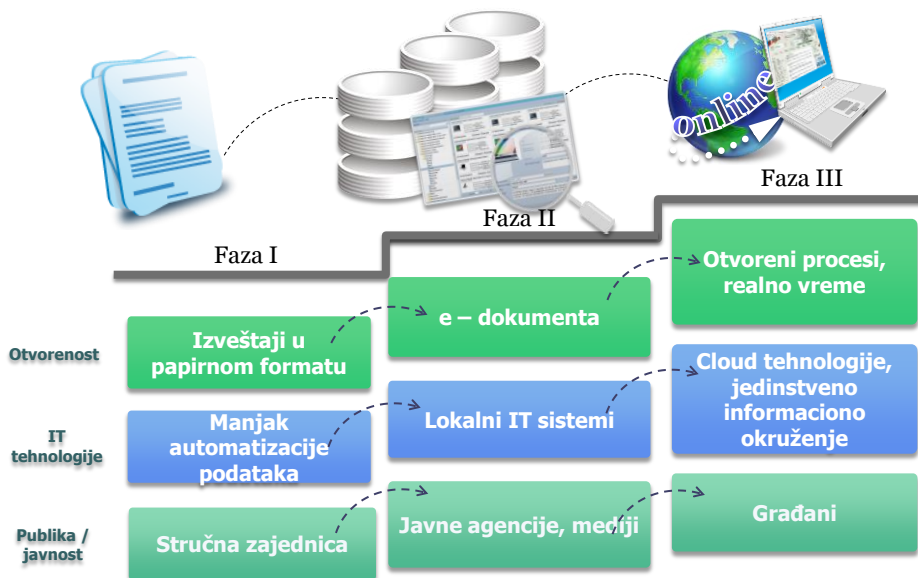 online
Faza III
Faza II
Faza I
Otvoreni procesi,
realno vreme
e – dokumenta
Izveštaji u
papirnom formatu
Otvorenost
Cloud tehnologije,
jedinstveno
informaciono
okruženje
Lokalni IT sistemi
Manjak
automatizacije
podataka
IT
tehnologije
Građani
Javne agencije, mediji
Stručna zajednica
Publika /
javnost